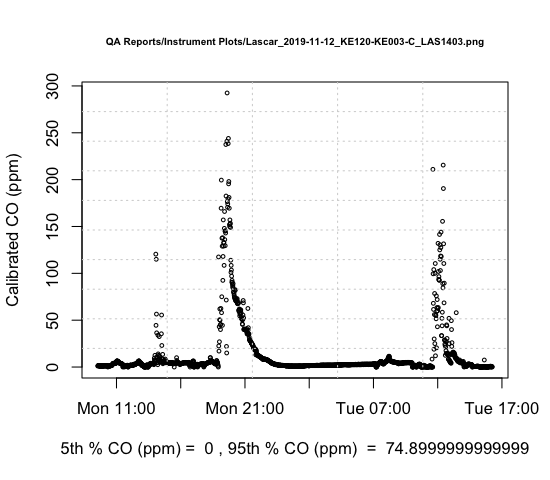 QA Reports/Instrument Plots/Lascar_2019-11-12_KE120-KE003-C_LAS1403.png
300
250
200
150
100
50
0
Calibrated CO (ppm)
Mon 11:00 Mon 21:00 Tue 07:00 Tue 17:00
5th % CO (ppm) = 0 , 95th % CO (ppm) = 74.8999999999999